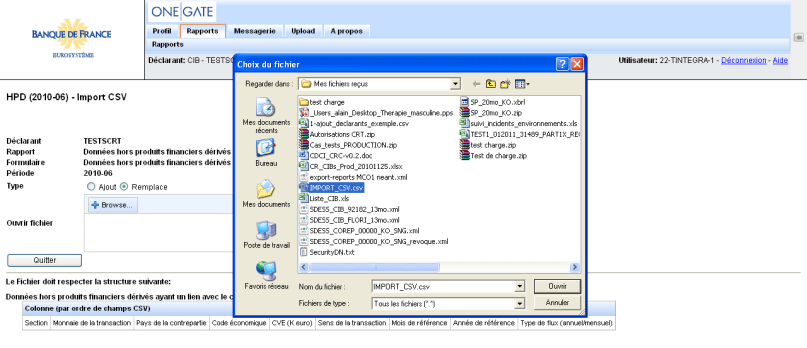 ONEGATE
BANQUE DE FRANCE
EUROSYSTÈME
Profil Rapports Messagerie Upload A propos
Rapports
Déclarant: CIB - TESTSC
Utilisateur: 22-TINTEGRA-1 - Déconnexion - Aide
HPD (2010-06) - Import CSV
Déclarant TESTSCRT
Rapport Données hors produits financiers dérivés
Formulaire Données hors produits financiers dérivés
Période 2010-06
Type Ajout Remplace
Browse...
Ouvrir fichier
Quitter
Choix du fichier
Regarder dans : Mes fichiers reçus
Mes documents récents
Bureau
Mes documents
Poste de travail
Favoris réseau
test charge
_Users_alain_Desktop_Therapie_masculine.pps
1-ajout_declarants_exemple.csv
Autorisations CRT.zip
Cas_tests_PRODUCTION.zip
CDCI_CRC-v0.2.doc
CR_CIBs_Prod_20101125.xlsx
export-reports MCO1 neant.xml
IMPORT_CSV.csv
Liste_CIB.xls
SDESS_CIB_92182_13mo.xml
SDESS_CIB_FLORI_13mo.xml
SDESS_COREP_00000_KO_SNG.xml
SDESS_COREP_00000_KO_SNG_revoque.xml
SecurityDN.txt
SP_20mo_KO.xbrl
SP_20mo_KO.zip
suivi_incidents_environnements.xls
TEST1_012011_31489_PART1X_RE
test charge.zip
Test de charge.zip
Nom du fichier : IMPORT_CSV.csv Ouvrir
Fichiers de type : Tous les fichiers (*.*) Annuler
Le Fichier doit respecter la structure suivante:
Données hors produits financiers dérivés ayant un lien avec le c
Colonne (par ordre de champs CSV)
Section Monnaie de la transaction Pays de la contrepartie Code économique CVE (K euro) Sens de la transaction Mois de référence Année de référence Type de flux (annuel/mensuel)